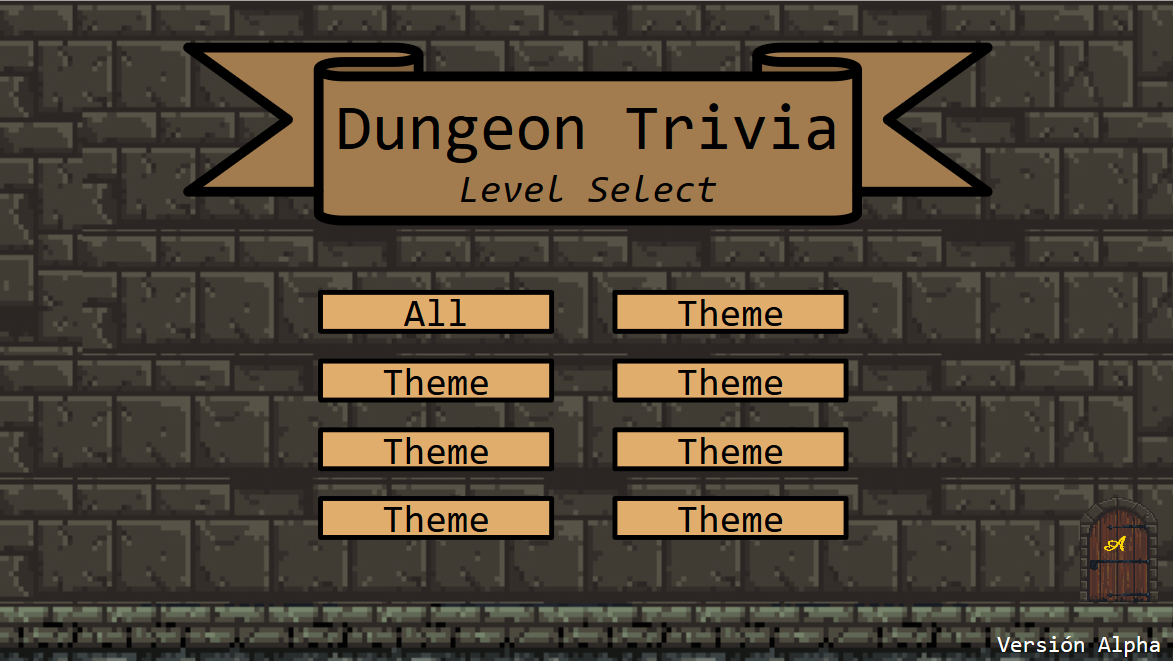 Dungeon Trivia
Level Select
All
Theme
Theme
Theme
Theme
Theme
Theme
Theme
A
Versión Alpha